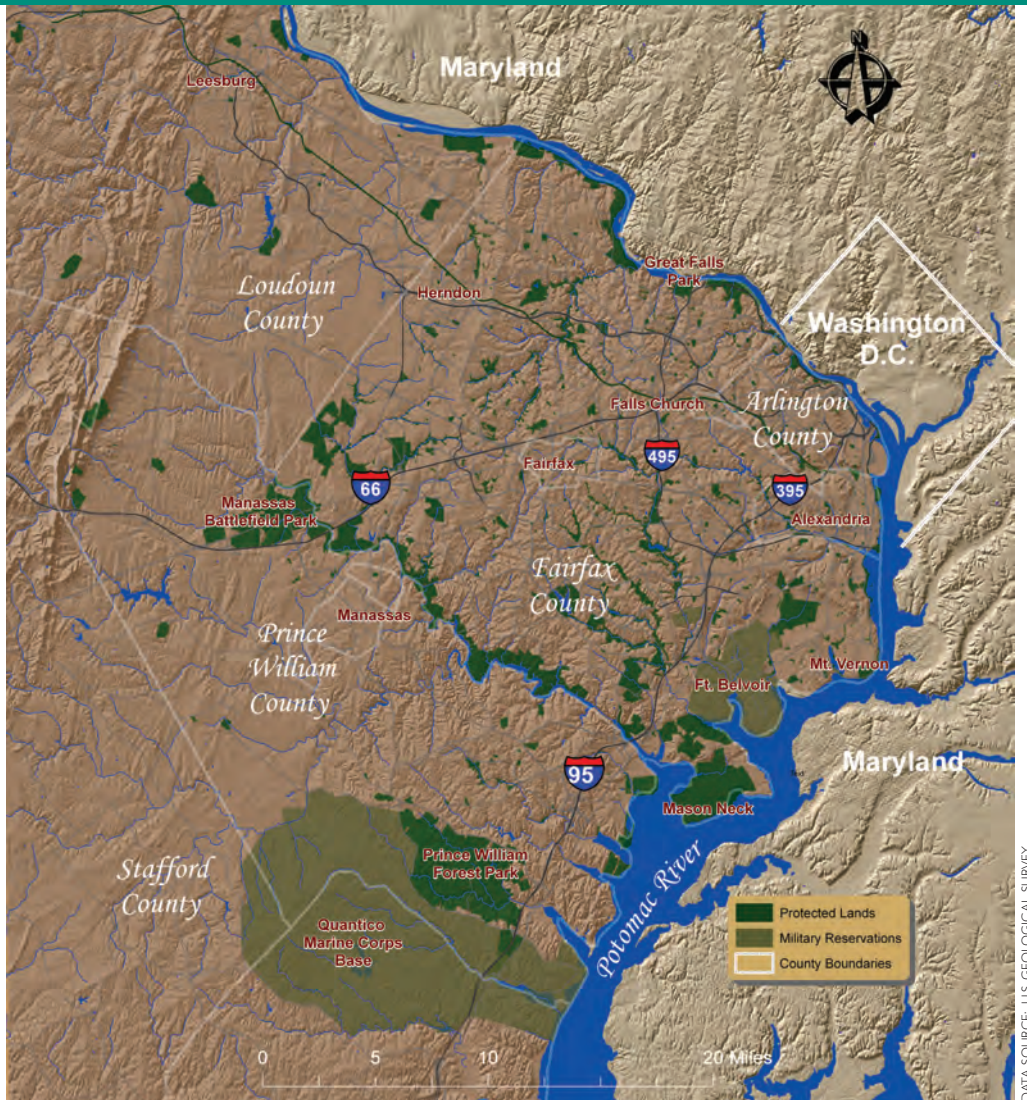 N
Maryland
Leesburg
Great Falls
Park
Loudoun
County
Herndon
Washington
D.C.
Falls Church
Arlington
County
495
Fairfax
66
395
Manassas
Battlefield Park
Alexandria
Fairfax
County
Manassas
Prince
William
County
Mt. Vernon
Ft. Belvoir
95
Maryland
Mason Neck
Prince William
Forest Park
Stafford
County
Potomac River
Quantico
Marine Corps
Base
Protected Lands
Military Reservations
County Boundaries
0 5 10 20 Miles
DATA SOURCE: U.S. GEOLOGICAL SURVEY